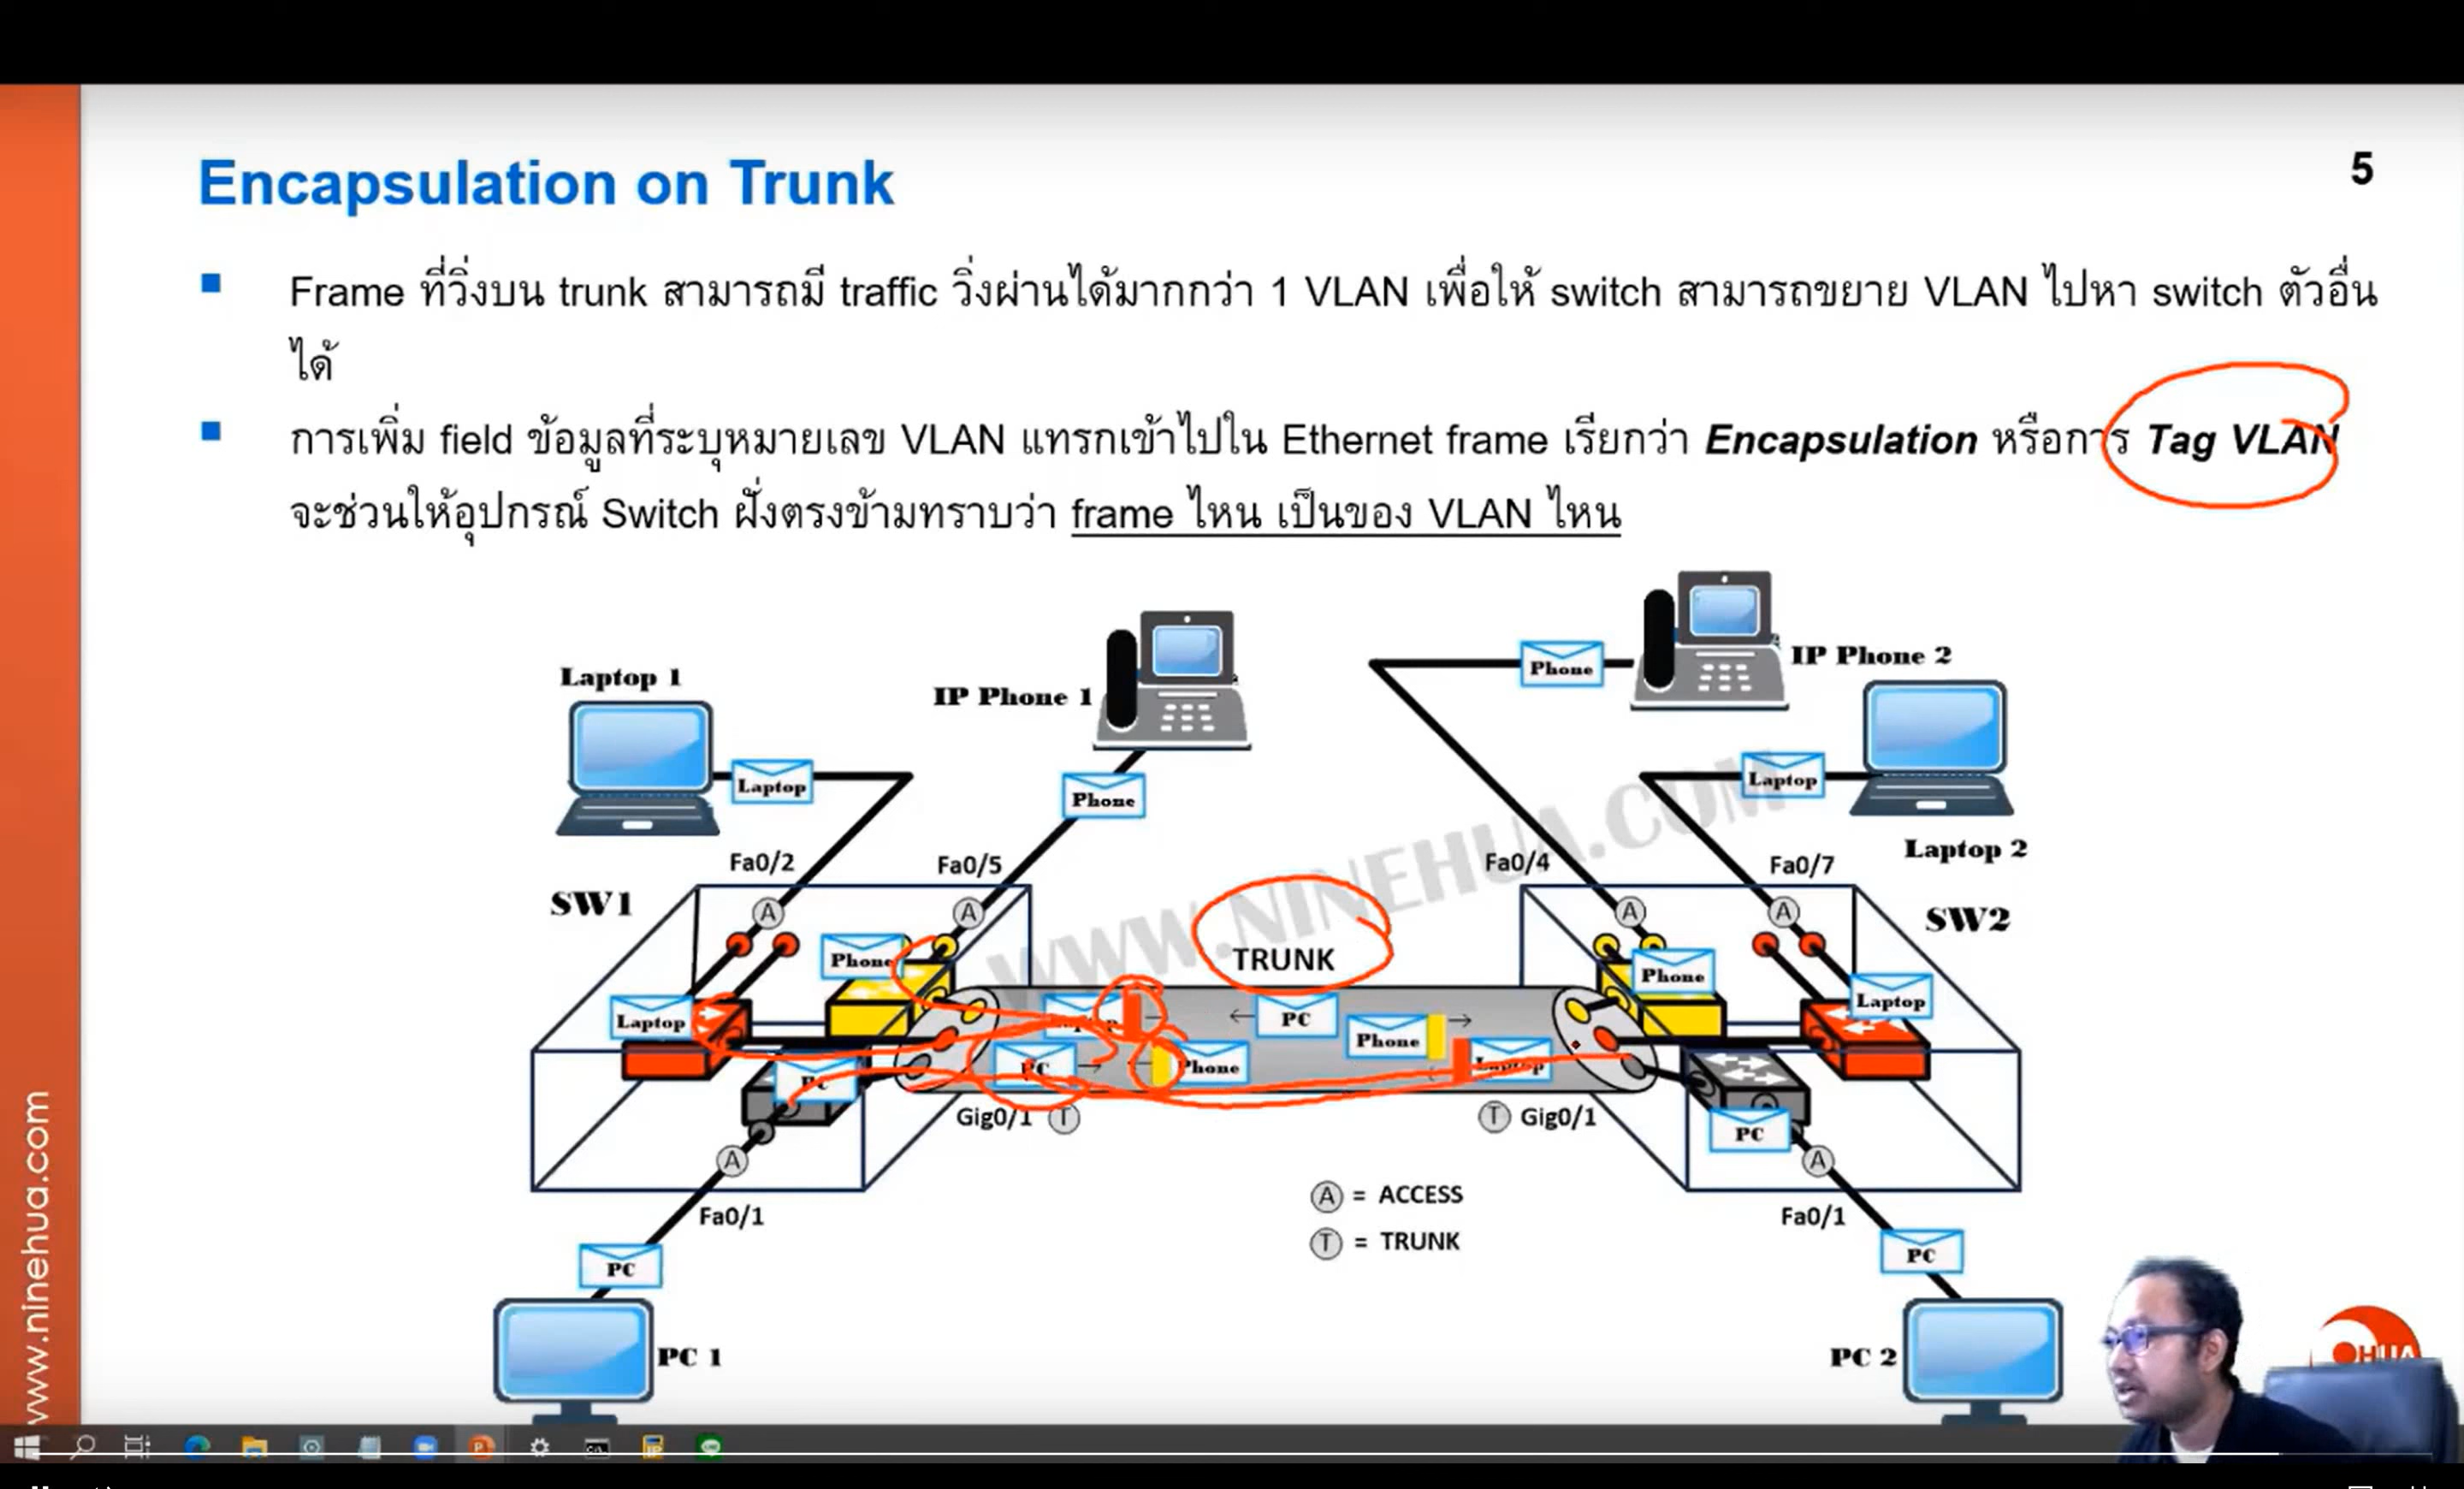 Encapsulation on Trunk
5
Frame ที่วิ่งบน trunk สามารถมี traffic วิ่งผ่านได้มากกว่า 1 VLAN เพื่อให้ switch สามารถขยาย VLAN ไปหา switch ตัวอื่น
ได้
การเพิ่ม field ข้อมูลที่ระบุหมายเลข VLAN แทรกเข้าไปใน Ethernet frame เรียกว่า Encapsulation หรือการ Tag VLAN
จะช่วยให้อุปกรณ์ Switch ฝั่งตรงข้ามทราบว่า frame ไหน เป็นของ VLAN ไหน
Laptop 1
IP Phone 1
Phone
IP Phone 2
Laptop
Phone
Laptop
Laptop 2
Fa0/2
Fa0/5
Fa0/4
Fa0/7
SW1
A
A
A
A
SW2
WWW.NINEHUA.COM
Phone
TRUNK
Phone
Laptop
Laptop
Laptop
PC
Phone
PC
PC
Phone
Laptop
Gig0/1
T
T
Gig0/1
PC
A
A
A = ACCESS
T = TRUNK
Fa0/1
Fa0/1
PC
PC
PC 1
PC 2
www.ninehua.com
HUA